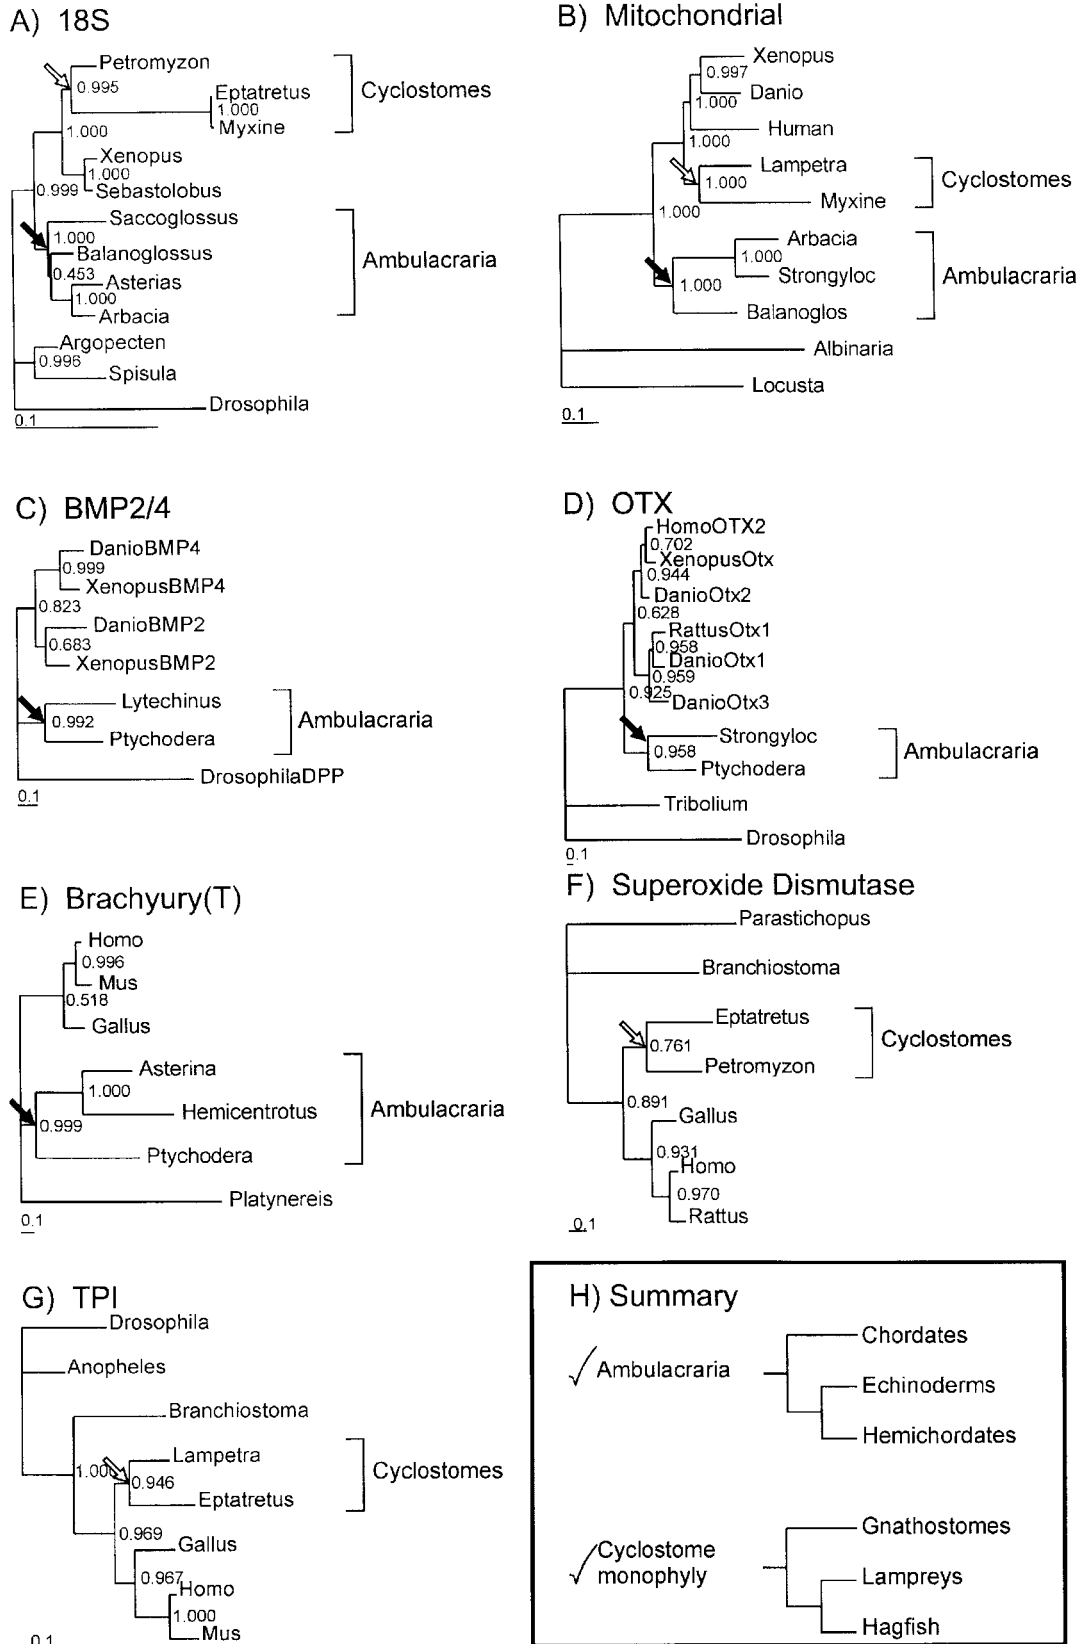 A) 18S
Petromyzon
0.995
Eptatretus
1.000
Myxine
Cyclostomes
1.000
Xenopus
1.000
Sebastolobus
0.999
Saccoglossus
1.000
Balanoglossus
0.453
Asterias
1.000
Arbacia
Ambulacraria
Argopecten
0.996
Spisula
Drosophila
0.1
B) Mitochondrial
Xenopus
0.997
Danio
1.000
Human
1.000
Lampetra
1.000
Myxine
Cyclostomes
1.000
Arbacia
1.000
Strongyloc
1.000
Balanoglos
Ambulacraria
Albinaria
Locusta
0.1
C) BMP2/4
DanioBMP4
0.999
XenopusBMP4
0.823
DanioBMP2
0.683
XenopusBMP2
Lytechinus
0.992
Ptychodera
Ambulacraria
DrosophilaDPP
0.1
D) OTX
HomoOTX2
0.702
XenopusOtx
0.944
DanioOtx2
0.628
RattusOtx1
0.958
DanioOtx1
0.959
0.925
DanioOtx3
Strongyloc
0.958
Ptychodera
Ambulacraria
Tribolium
Drosophila
0.1
E) Brachyury(T)
Homo
0.996
Mus
0.518
Gallus
Asterina
1.000
Hemicentrotus
0.999
Ptychodera
Ambulacraria
Platynereis
0.1
F) Superoxide Dismutase
Parastichopus
Branchiostoma
Eptatretus
0.761
Petromyzon
Cyclostomes
0.891
Gallus
0.931
Homo
0.970
Rattus
0.1
G) TPI
Drosophila
Anopheles
Branchiostoma
1.000
Lampetra
0.946
Eptatretus
Cyclostomes
0.969
Gallus
0.967
Homo
1.000
Mus
0.1
H) Summary
Ambulacraria
Chordates
Echinoderms
Hemichordates
Cyclostome
monophyly
Gnathostomes
Lampreys
Hagfish